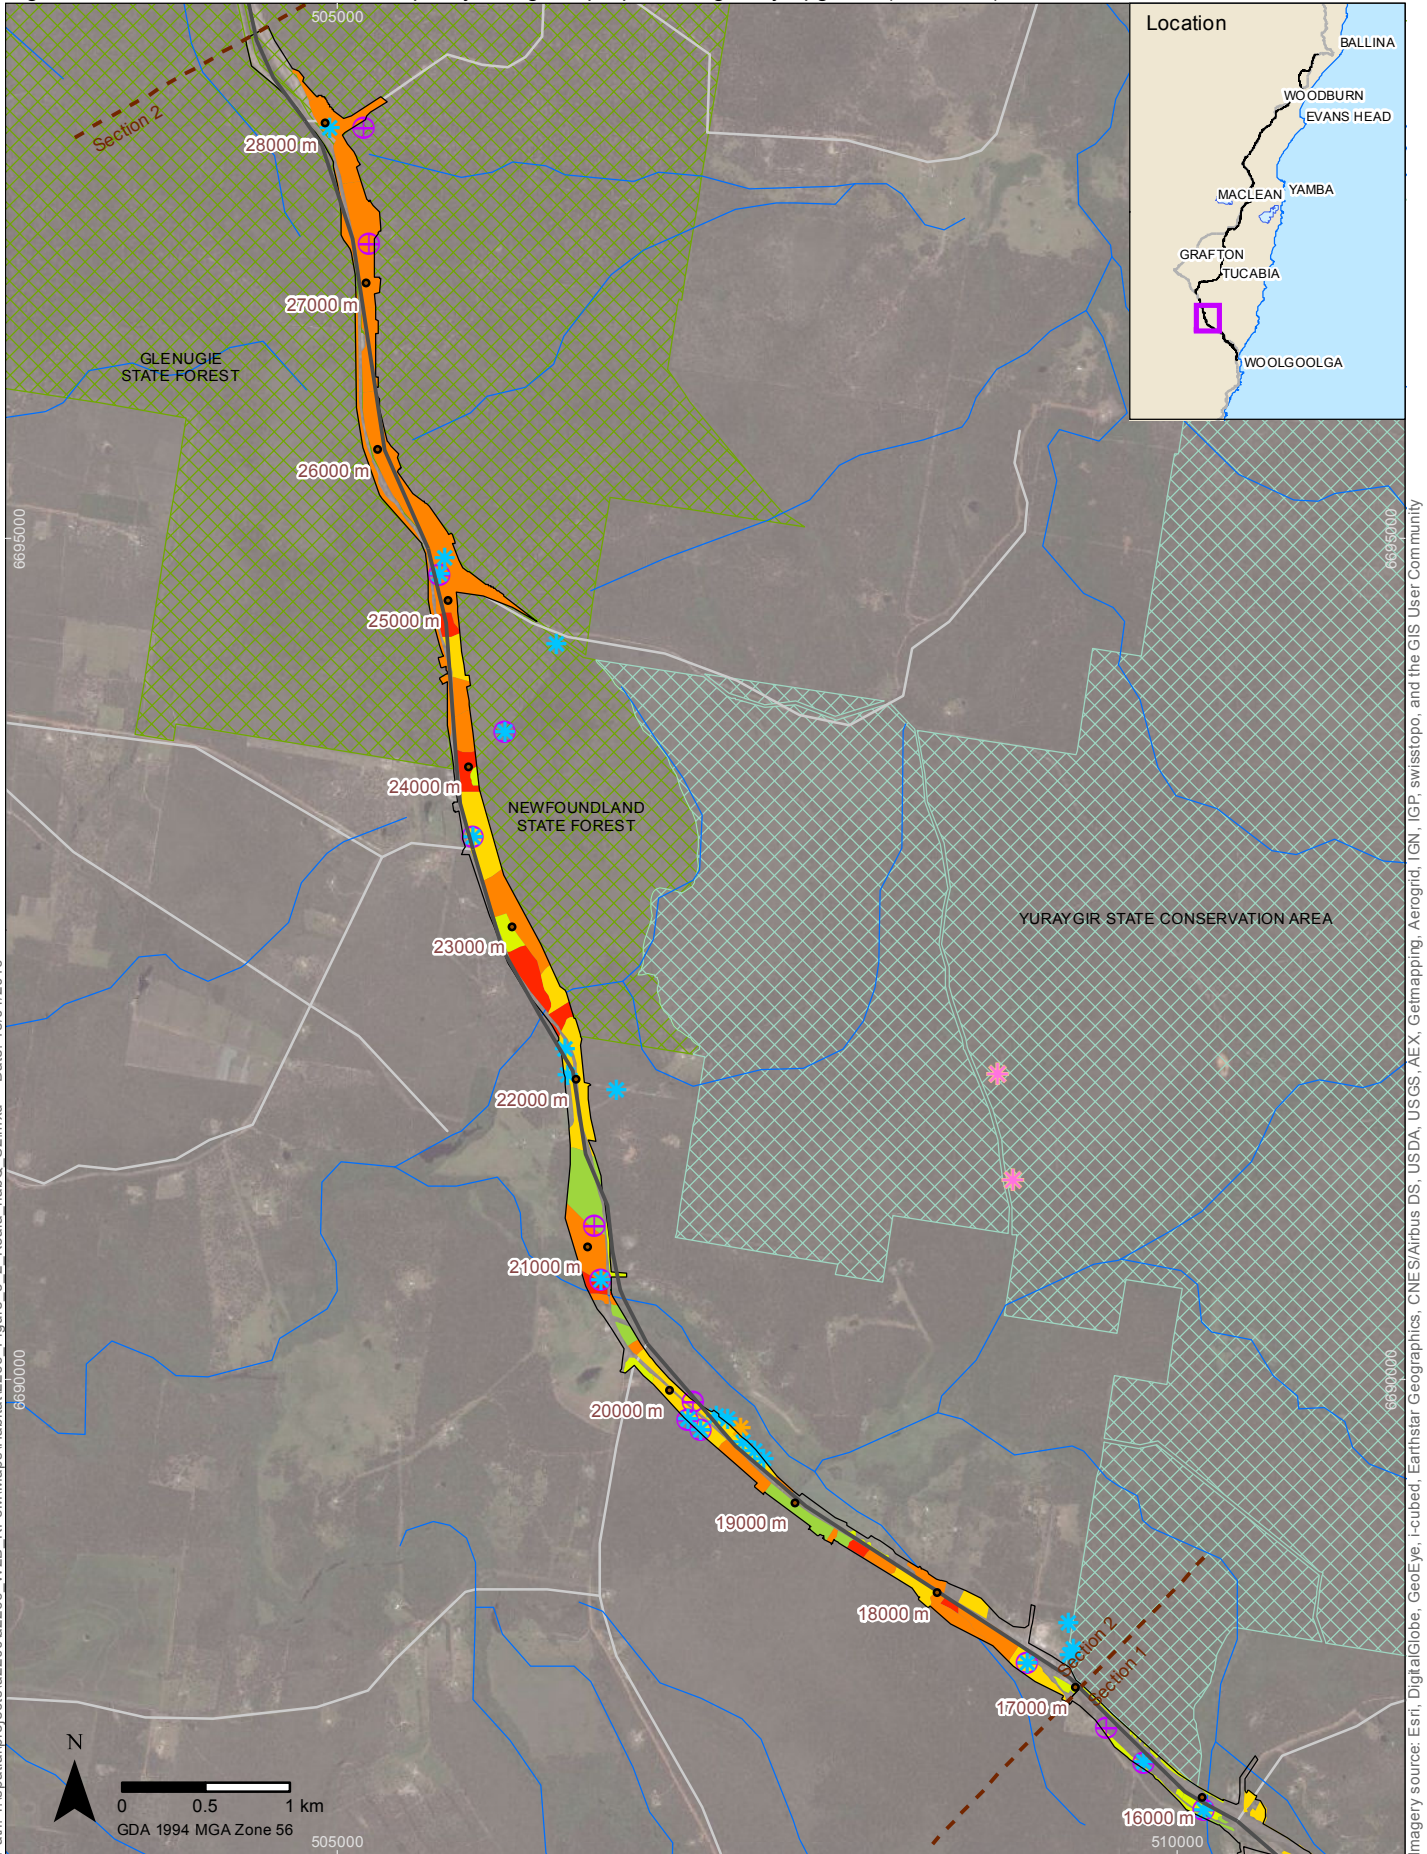 505000
Location
BALLINA
WOODBURN
EVANS HEAD
YAMBA
MACLEAN
GRAFTON
TUCABIA
WOOLGOOLGA
Section 2
28000 m
27000 m
GLENUGIE
STATE FOREST
26000 m
6695000
6695000
25000 m
24000 m
NEWFOUNDLAND
STATE FOREST
YURAYGIR STATE CONSERVATION AREA
23000 m
22000 m
21000 m
6690000
6690000
20000 m
19000 m
18000 m
Section 2
Section 1
17000 m
16000 m
N
0 0.5 1 km
GDA 1994 MGA Zone 56
505000
510000
Imagery source: Esri, DigitalGlobe, GeoEye, i-cubed, Earthstar Geographics, CNES/Airbus DS, USDA, USGS, AEX, Getmapping, Aerogrid, IGN, IGP, swisstopo, and the GIS User Community